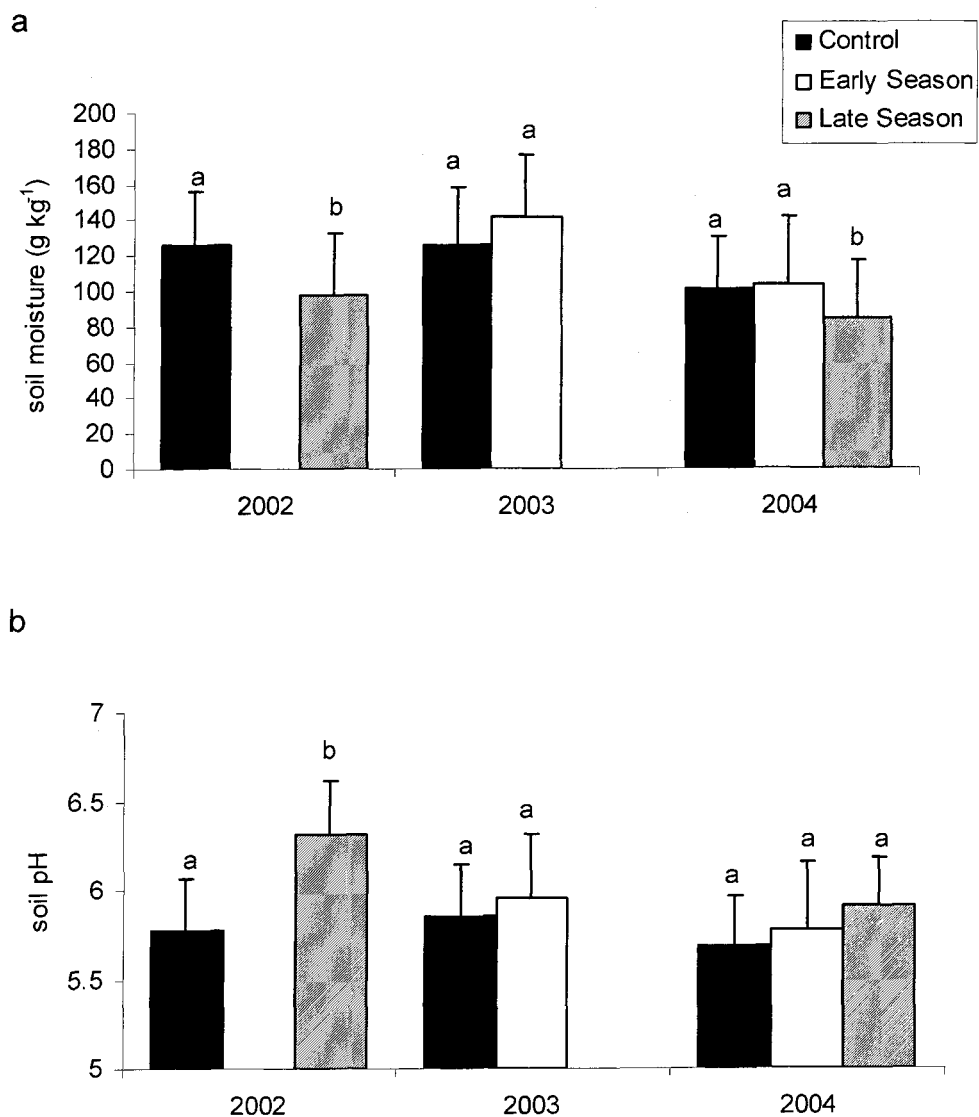 a
Control
Early Season
Late Season
soil moisture (g kg⁻¹)
200
180
160
140
120
100
80
60
40
20
0
a
b
a
a
a
a
b
2002
2003
2004
b
soil pH
7
6.5
6
5.5
5
a
b
a
a
a
a
a
2002
2003
2004